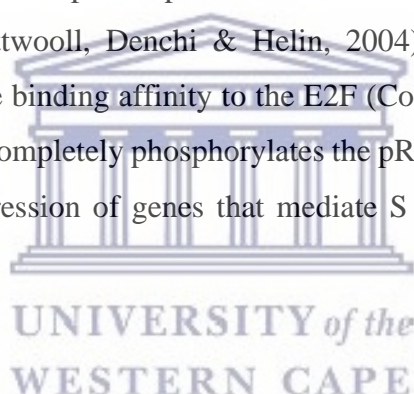 ttwooll, Denchi & Helin, 2004)
binding affinity to the E2F (Co
ompletely phosphorylates the pR
ression of genes that mediate S
UNIVERSITY of the
WESTERN CAPE